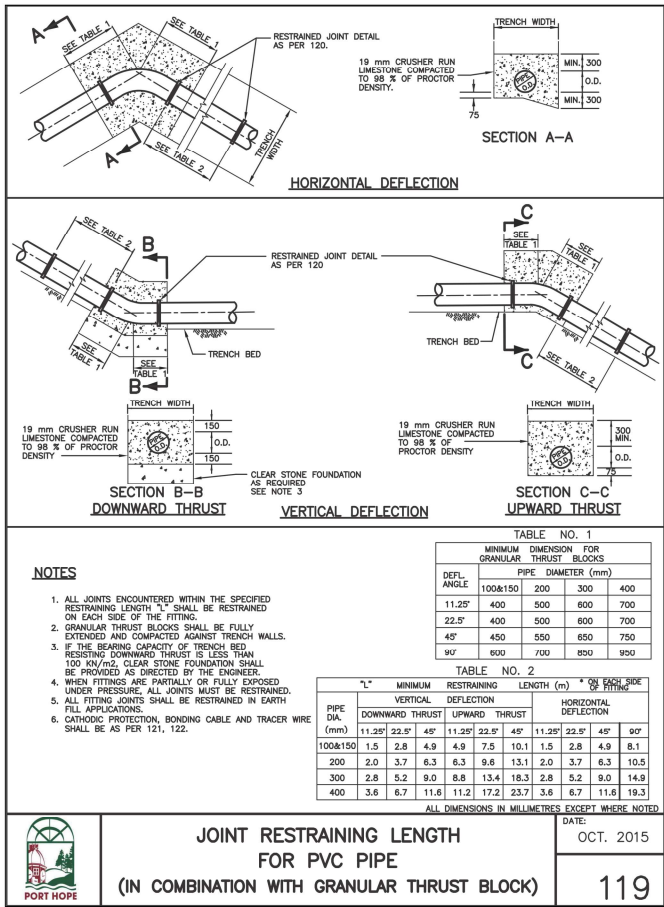 A
SEE TABLE 1
SEE TABLE 1
RESTRAINED JOINT DETAIL
AS PER 120.
A
SEE TABLE 2
TRENCH
WIDTH
HORIZONTAL DEFLECTION
TRENCH WIDTH
19 mm CRUSHER RUN
LIMESTONE COMPACTED
TO 98 % OF PROCTOR
DENSITY.
PIPE
O.D.
MIN. 300
O.D.
MIN. 300
75
SECTION A-A
SEE TABLE 2
B
RESTRAINED JOINT DETAIL
AS PER 120
SEE
TABLE 1
SEE
TABLE 1
TRENCH BED
B
C
SEE
TABLE 1
SEE
TABLE 1
TRENCH BED
SEE TABLE 2
C
TRENCH WIDTH
19 mm CRUSHER RUN
LIMESTONE COMPACTED
TO 98 % OF PROCTOR
DENSITY
PIPE
O.D.
150
O.D.
150
CLEAR STONE FOUNDATION
AS REQUIRED
SEE NOTE 3
SECTION B-B
DOWNWARD THRUST
VERTICAL DEFLECTION
TRENCH WIDTH
19 mm CRUSHER RUN
LIMESTONE COMPACTED
TO 98 % OF
PROCTOR DENSITY
PIPE
O.D.
300
MIN.
O.D.
75
SECTION C-C
UPWARD THRUST
NOTES
1. ALL JOINTS ENCOUNTERED WITHIN THE SPECIFIED
RESTRAINING LENGTH "L" SHALL BE RESTRAINED
ON EACH SIDE OF THE FITTING.
2. GRANULAR THRUST BLOCKS SHALL BE FULLY
EXTENDED AND COMPACTED AGAINST TRENCH WALLS.
3. IF THE BEARING CAPACITY OF TRENCH BED
RESISTING DOWNWARD THRUST IS LESS THAN
100 KN/m2, CLEAR STONE FOUNDATION SHALL
BE PROVIDED AS DIRECTED BY THE ENGINEER.
4. WHEN FITTINGS ARE PARTIALLY OR FULLY EXPOSED
UNDER PRESSURE, ALL JOINTS MUST BE RESTRAINED.
5. ALL FITTING JOINTS SHALL BE RESTRAINED IN EARTH
FILL APPLICATIONS.
6. CATHODIC PROTECTION, BONDING CABLE AND TRACER WIRE
SHALL BE AS PER 121, 122.
TABLE NO. 1
MINIMUM DIMENSION FOR
GRANULAR THRUST BLOCKS
DEFL. ANGLE PIPE DIAMETER (mm)
100&150 200 300 400
11.25° 400 500 600 700
22.5° 400 500 600 700
45° 450 550 650 750
90° 600 700 850 950
TABLE NO. 2
"L" MINIMUM RESTRAINING LENGTH (m) * ON EACH SIDE OF FITTING
PIPE DIA. (mm) VERTICAL DEFLECTION HORIZONTAL DEFLECTION
DOWNWARD THRUST UPWARD THRUST
11.25° 22.5° 45° 11.25° 22.5° 45° 11.25° 22.5° 45° 90°
100&150 1.5 2.8 4.9 4.9 7.5 10.1 1.5 2.8 4.9 8.1
200 2.0 3.7 6.3 6.3 9.6 13.1 2.0 3.7 6.3 10.5
300 2.8 5.2 9.0 8.8 13.4 18.3 2.8 5.2 9.0 14.9
400 3.6 6.7 11.6 11.2 17.2 23.7 3.6 6.7 11.6 19.3
ALL DIMENSIONS IN MILLIMETRES EXCEPT WHERE NOTED
PORT HOPE
JOINT RESTRAINING LENGTH
FOR PVC PIPE
(IN COMBINATION WITH GRANULAR THRUST BLOCK)
DATE:
OCT. 2015
119